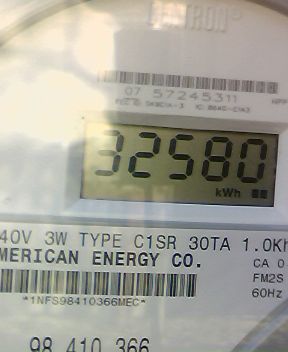 07 57245311
32580
kWh
40V 3W TYPE C1SR 30TA 1.0Kh
MERICAN ENERGY CO.
CA 0
FM2S
60Hz
*1NFS98410366MEC*
98 410 366